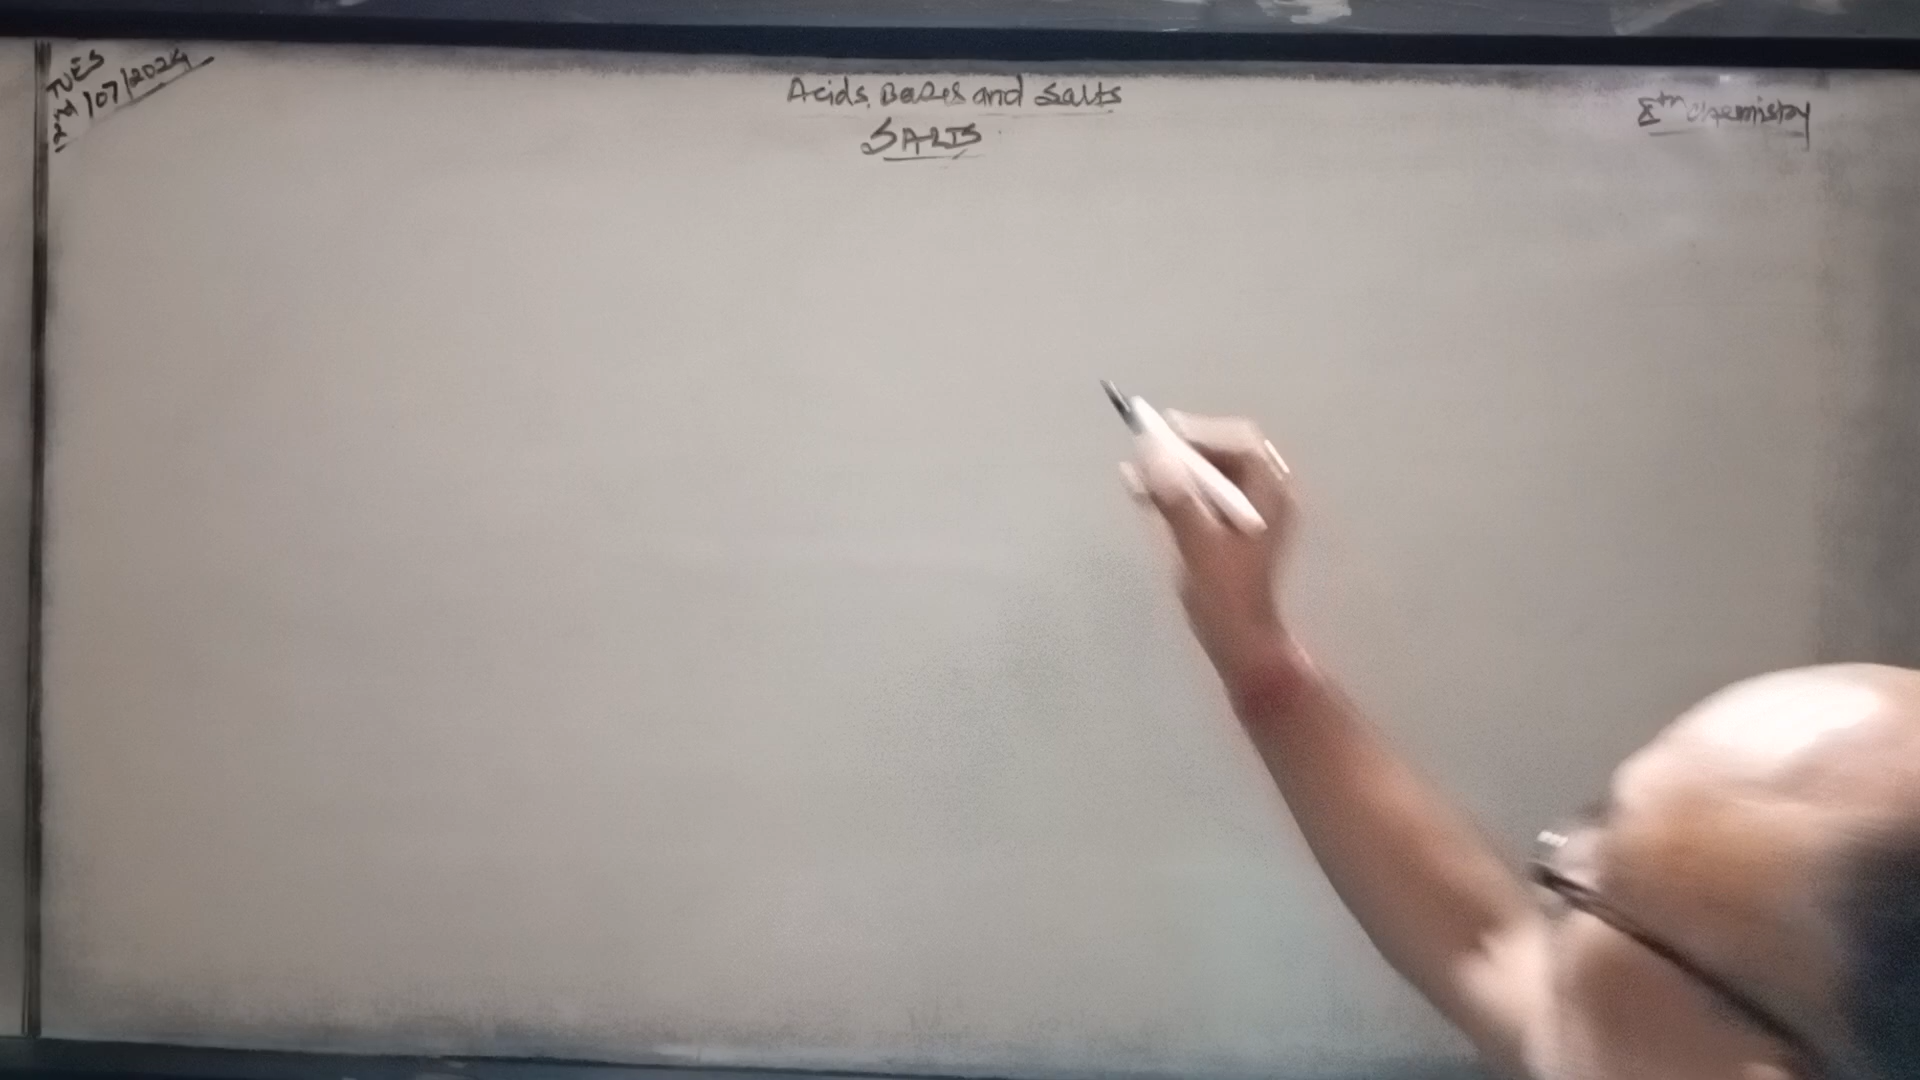 TUES
/07/2024
Acids, Bases and Salts
SALTS
8th Chemistry